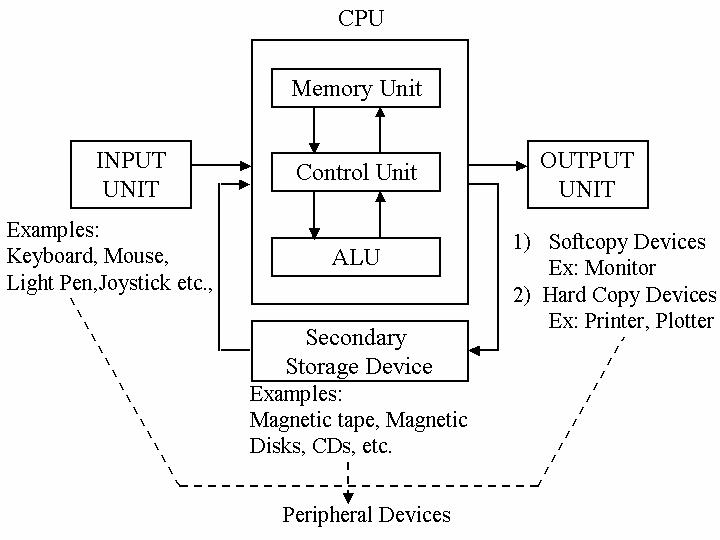 CPU
Memory Unit
INPUT
UNIT
Control Unit
OUTPUT
UNIT
ALU
Examples:
Keyboard, Mouse,
Light Pen,Joystick etc.,
1) Softcopy Devices
Ex: Monitor
2) Hard Copy Devices
Ex: Printer, Plotter
Secondary
Storage Device
Examples:
Magnetic tape, Magnetic
Disks, CDs, etc.
Peripheral Devices